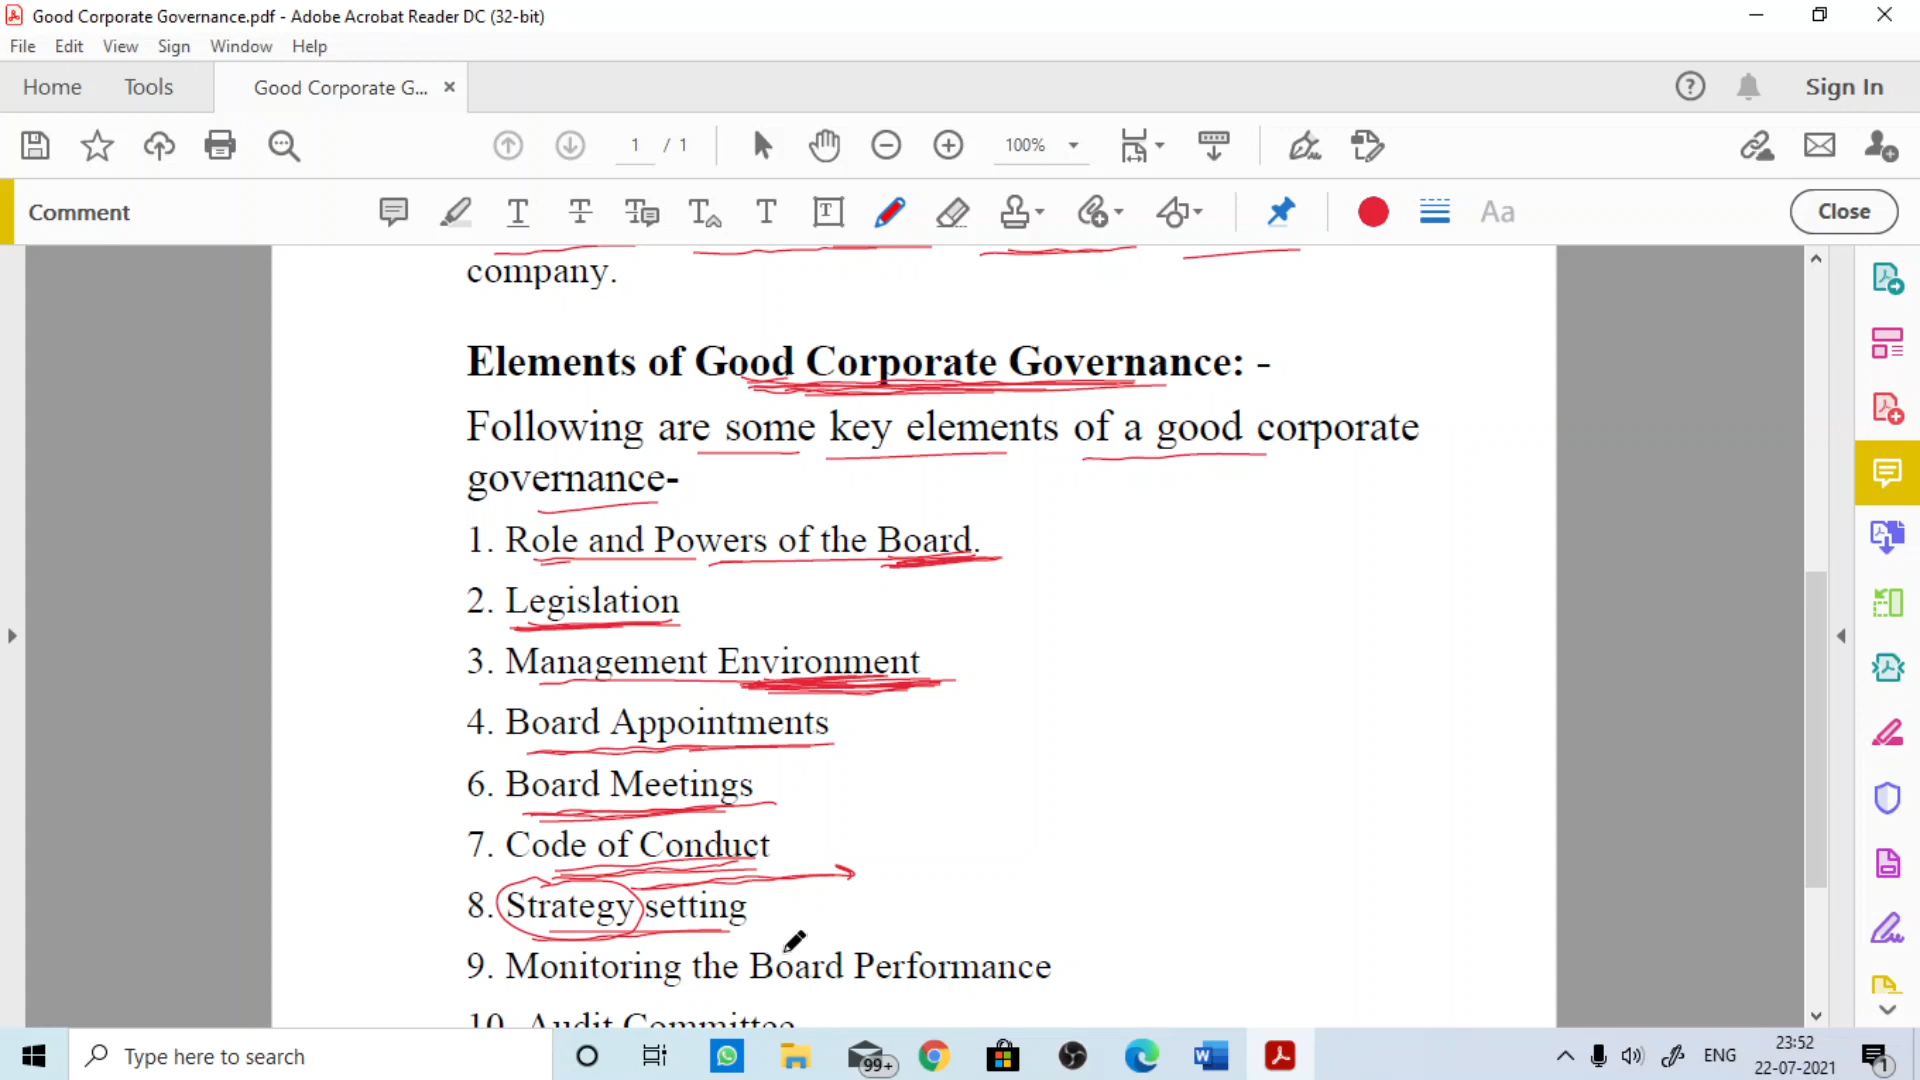 Good Corporate Governance.pdf - Adobe Acrobat Reader DC (32-bit)
File Edit View Sign Window Help
Home Tools Good Corporate G... Sign In
1 / 1 100%
Comment Aa Close
company.
Elements of Good Corporate Governance: -
Following are some key elements of a good corporate
governance-
1. Role and Powers of the Board.
2. Legislation
3. Management Environment
4. Board Appointments
6. Board Meetings
7. Code of Conduct
8. Strategy setting
9. Monitoring the Board Performance
10. Audit Committee
Type here to search 99+ ENG 23:52
22-07-2021 1